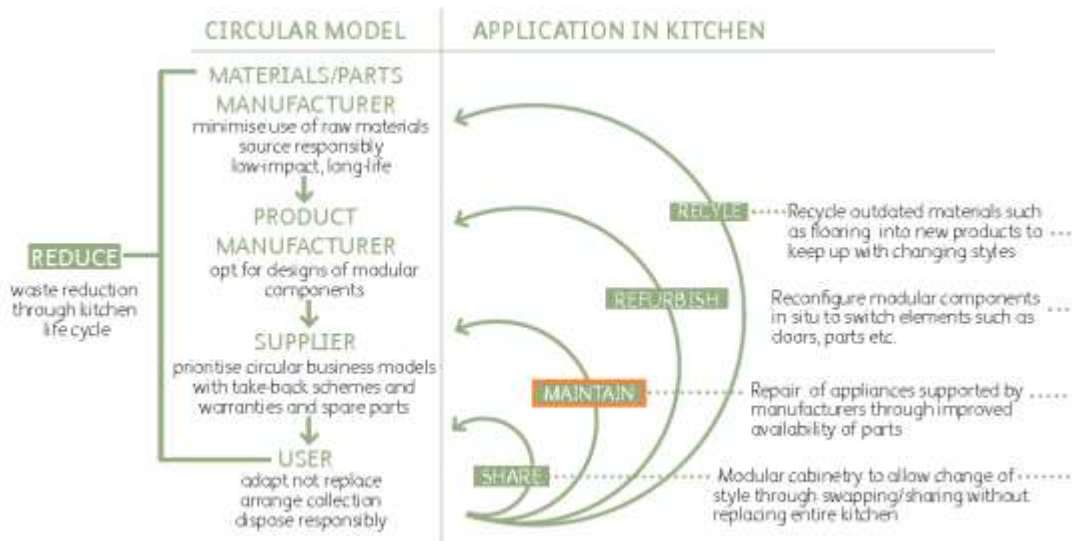 CIRCULAR MODEL
APPLICATION IN KITCHEN
MATERIALS/PARTS
MANUFACTURER
minimise use of raw materials
source responsibly
low-impact, long-life
PRODUCT
MANUFACTURER
opt for designs of modular
components
SUPPLIER
prioritise circular business models
with take-back schemes and
warranties and spare parts
USER
adapt not replace
arrange collection
dispose responsibly
REDUCE
waste reduction
through kitchen
life cycle
RECYLE
Recycle outdated materials such
as flooring into new products to
keep up with changing styles
REFURBISH
Reconfigure modular components
in situ to switch elements such as
doors, parts etc.
MAINTAIN
Repair of appliances supported by
manufacturers through improved
availability of parts
SHARE
Modular cabinetry to allow change of
style through swapping/sharing without
replacing entire kitchen